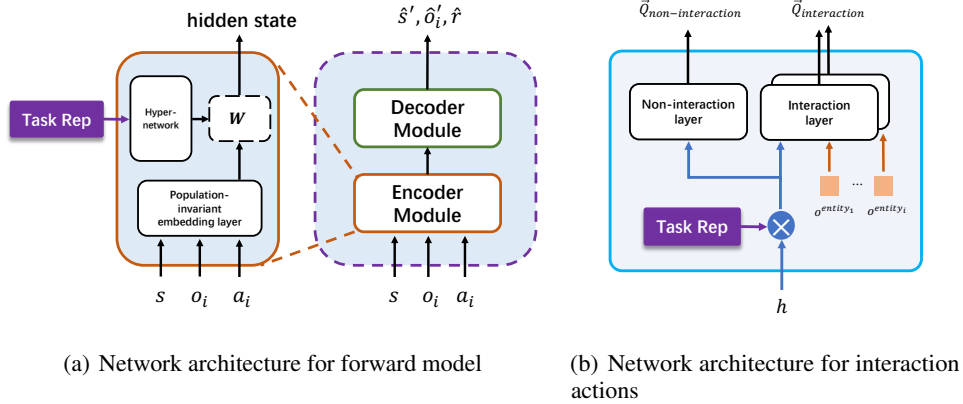 hidden state
ŝ′, ô′ᵢ, r̂
Task Rep
Hyper-
network
W
Population-
invariant
embedding layer
s oᵢ aᵢ
Decoder
Module
Encoder
Module
s oᵢ aᵢ
(a) Network architecture for forward model
Q⃗non−interaction
Q⃗interaction
Non-interaction
layer
Interaction
layer
...
o^entity₁
o^entityᵢ
Task Rep
h
(b) Network architecture for interaction
actions